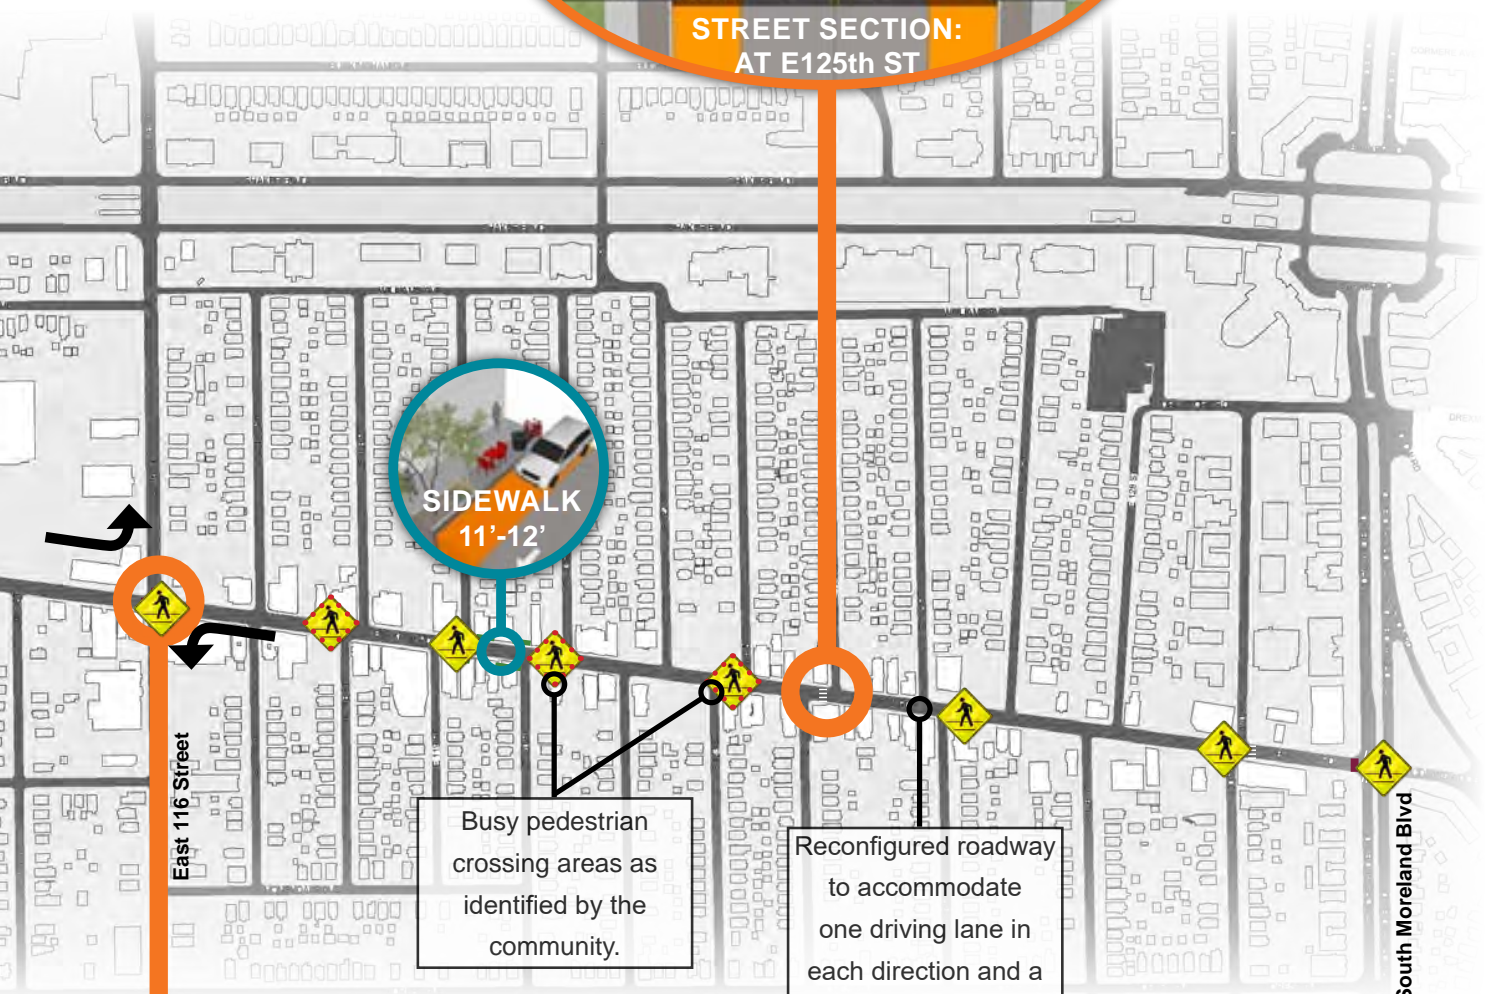 STREET SECTION:
AT E125th ST
SIDEWALK
11’-12’
East 116 Street
Busy pedestrian
crossing areas as
identified by the
community.
Reconfigured roadway
to accommodate
one driving lane in
each direction and a
South Moreland Blvd